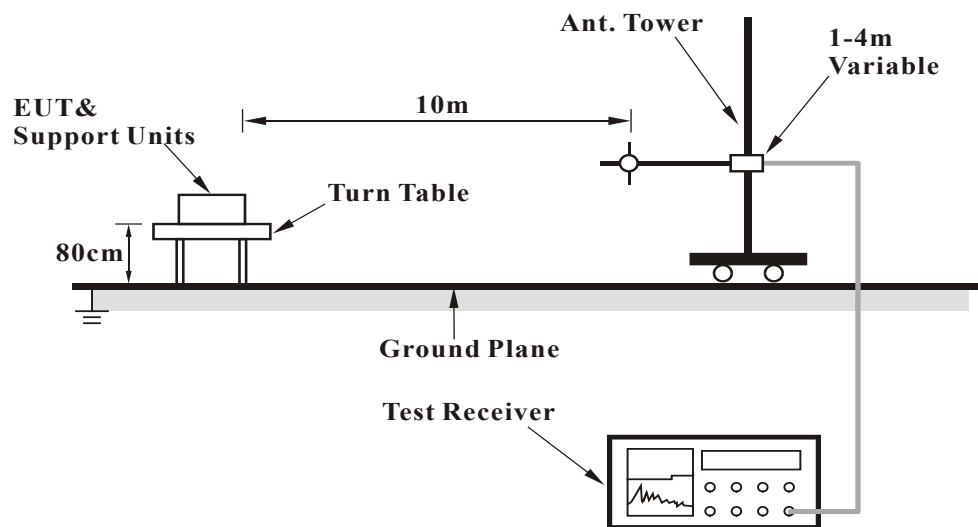 Ant. Tower
1-4m
Variable
10m
EUT&
Support Units
Turn Table
80cm
Ground Plane
Test Receiver